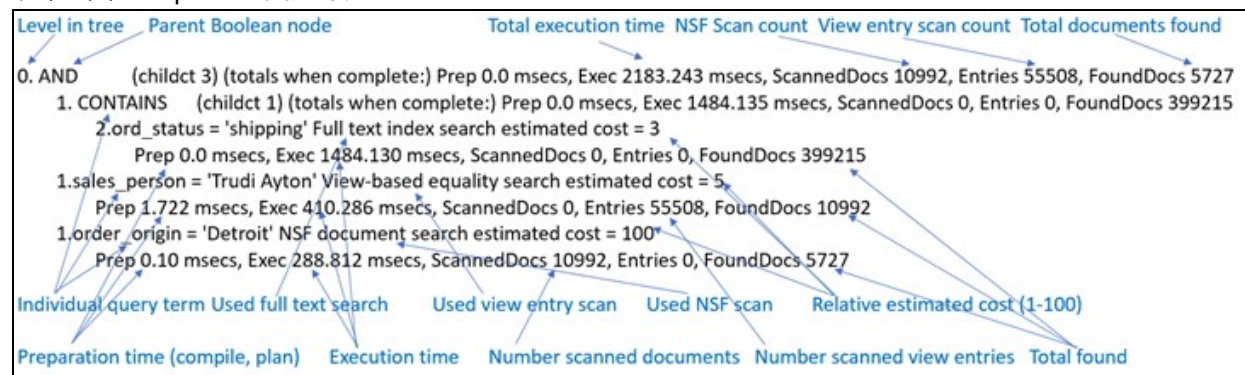 Level in tree Parent Boolean node Total execution time NSF Scan count View entry scan count Total documents found
0. AND (childct 3) (totals when complete:) Prep 0.0 msecs, Exec 2183.243 msecs, ScannedDocs 10992, Entries 55508, FoundDocs 5727
1. CONTAINS (childct 1) (totals when complete:) Prep 0.0 msecs, Exec 1484.135 msecs, ScannedDocs 0, Entries 0, FoundDocs 399215
2.ord_status = 'shipping' Full text index search estimated cost = 3
Prep 0.0 msecs, Exec 1484.130 msecs, ScannedDocs 0, Entries 0, FoundDocs 399215
1.sales_person = 'Trudi Ayton' View-based equality search estimated cost = 5
Prep 1.722 msecs, Exec 410.286 msecs, ScannedDocs 0, Entries 55508, FoundDocs 10992
1.order_origin = 'Detroit' NSF document search estimated cost = 100
Prep 0.10 msecs, Exec 288.812 msecs, ScannedDocs 10992, Entries 0, FoundDocs 5727
Individual query term Used full text search Used view entry scan Used NSF scan Relative estimated cost (1-100)
Preparation time (compile, plan) Execution time Number scanned documents Number scanned view entries Total found